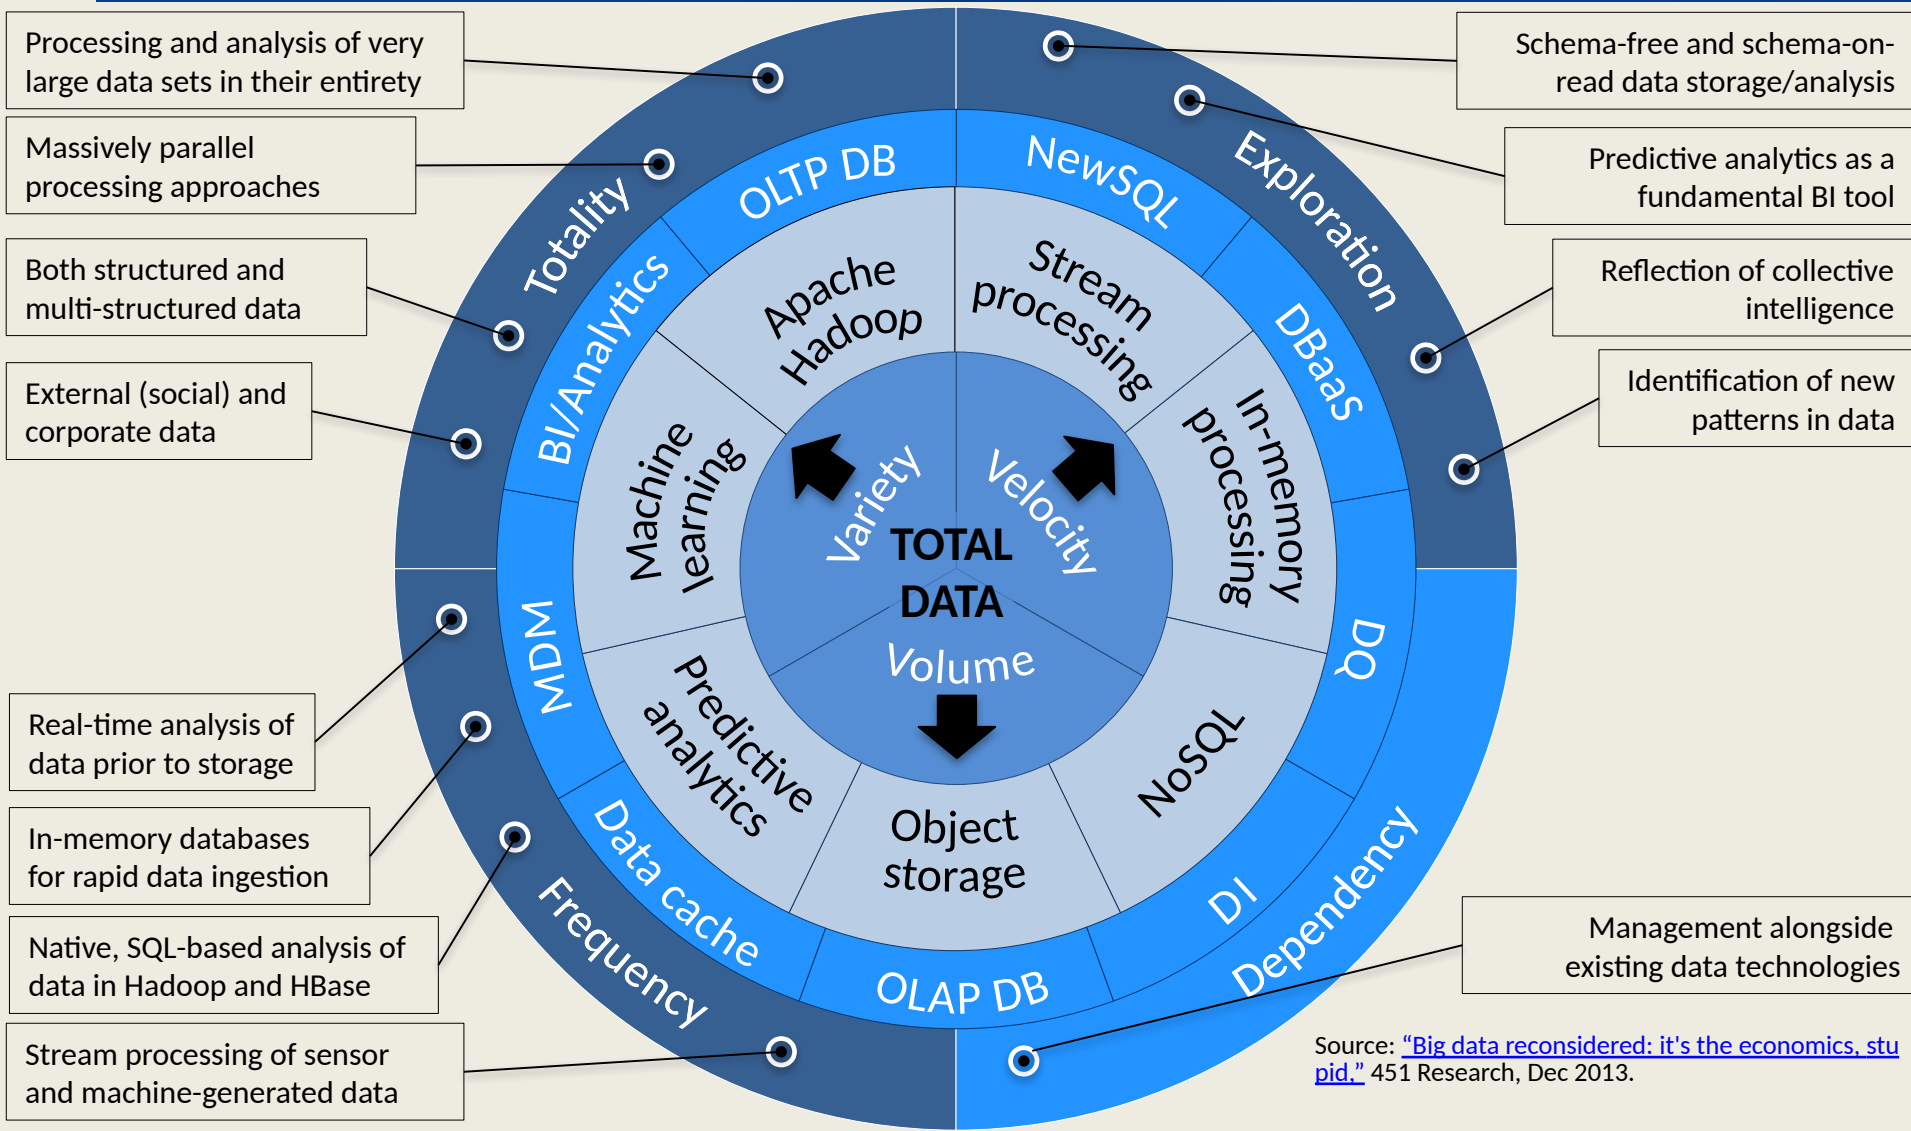 Processing and analysis of very
large data sets in their entirety
Massively parallel
processing approaches
Both structured and
multi-structured data
External (social) and
corporate data
Real-time analysis of
data prior to storage
In-memory databases
for rapid data ingestion
Native, SQL-based analysis of
data in Hadoop and HBase
Stream processing of sensor
and machine-generated data
Totality
Exploration
Frequency
Dependency
OLTP DB
NewSQL
DBaaS
DQ
DI
OLAP DB
Data cache
MDM
BI/Analytics
Apache
Hadoop
Stream
processing
In-memory
processing
NoSQL
Object
storage
Predictive
analytics
Machine
learning
Variety
Velocity
Volume
TOTAL
DATA
Schema-free and schema-on-
read data storage/analysis
Predictive analytics as a
fundamental BI tool
Reflection of collective
intelligence
Identification of new
patterns in data
Management alongside
existing data technologies
Source: “Big data reconsidered: it's the economics, stu
pid,” 451 Research, Dec 2013.